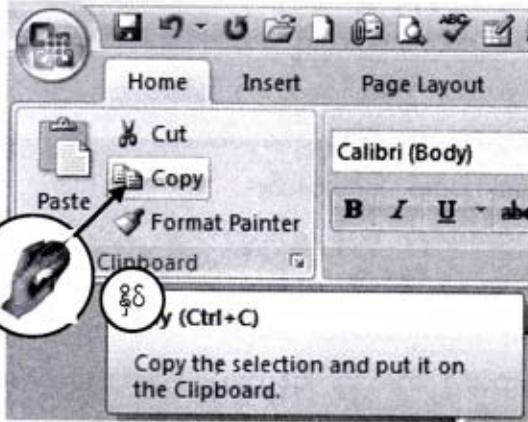 Home Insert Page Layout
Cut
Calibri (Body)
Copy
Paste
B I U abc
Format Painter
Clipboard
y (Ctrl+C)
Copy the selection and put it on
the Clipboard.